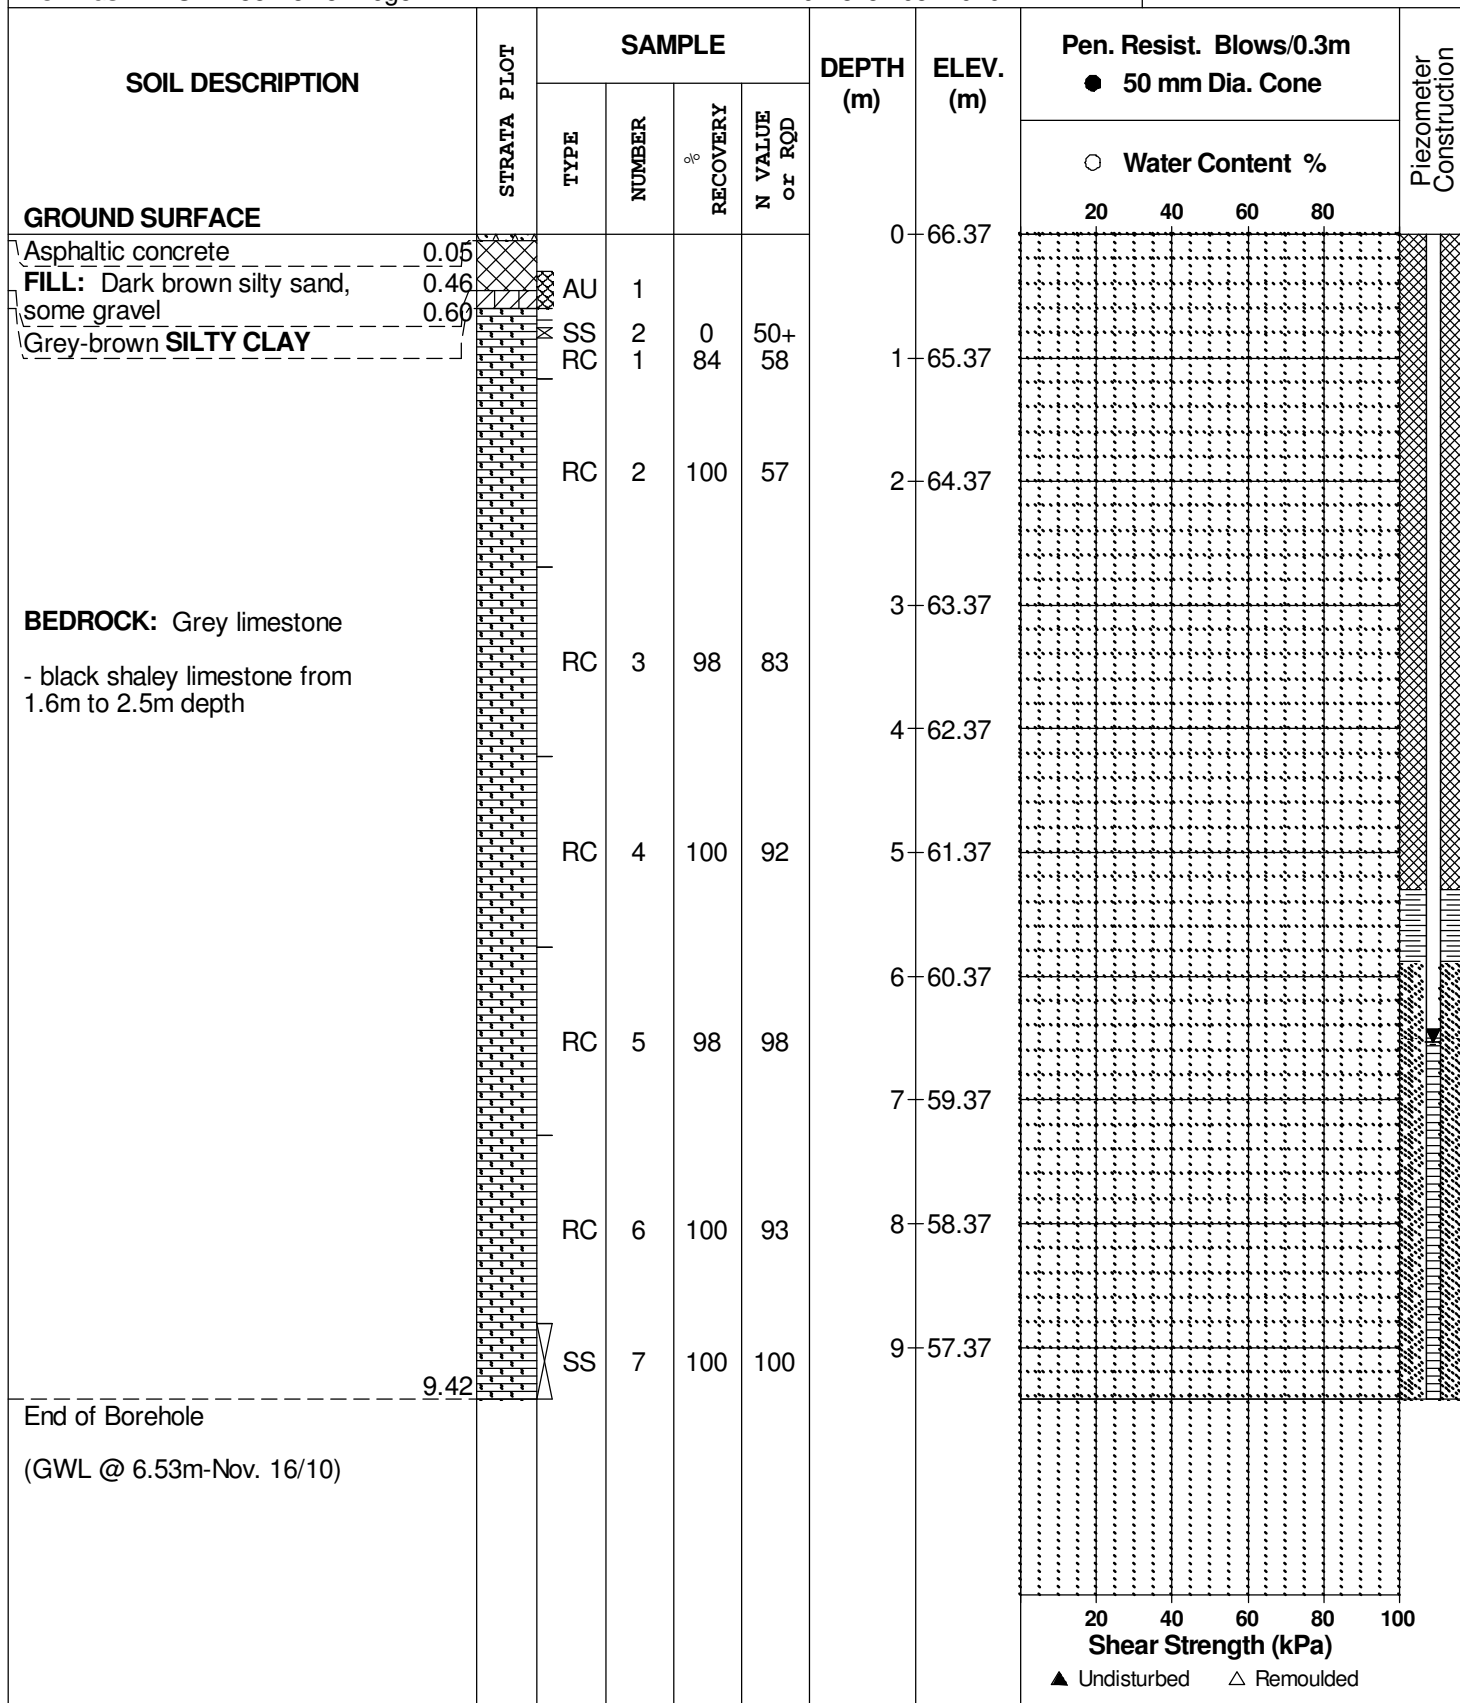 SOIL DESCRIPTION
STRATA PLOT
SAMPLE
TYPE
NUMBER
% RECOVERY
N VALUE or RQD
DEPTH (m)
ELEV. (m)
Pen. Resist. Blows/0.3m
● 50 mm Dia. Cone
○ Water Content %
Piezometer Construction
20 40 60 80
GROUND SURFACE
0 66.37
Asphaltic concrete 0.05
FILL: Dark brown silty sand, 0.46
some gravel 0.60
Grey-brown SILTY CLAY
AU 1
SS 2 0 50+
RC 1 84 58
1 65.37
RC 2 100 57
2 64.37
3 63.37
BEDROCK: Grey limestone
- black shaley limestone from
1.6m to 2.5m depth
RC 3 98 83
4 62.37
RC 4 100 92
5 61.37
6 60.37
RC 5 98 98
7 59.37
RC 6 100 93
8 58.37
9 57.37
SS 7 100 100
9.42
End of Borehole
(GWL @ 6.53m-Nov. 16/10)
20 40 60 80 100
Shear Strength (kPa)
▲ Undisturbed △ Remoulded